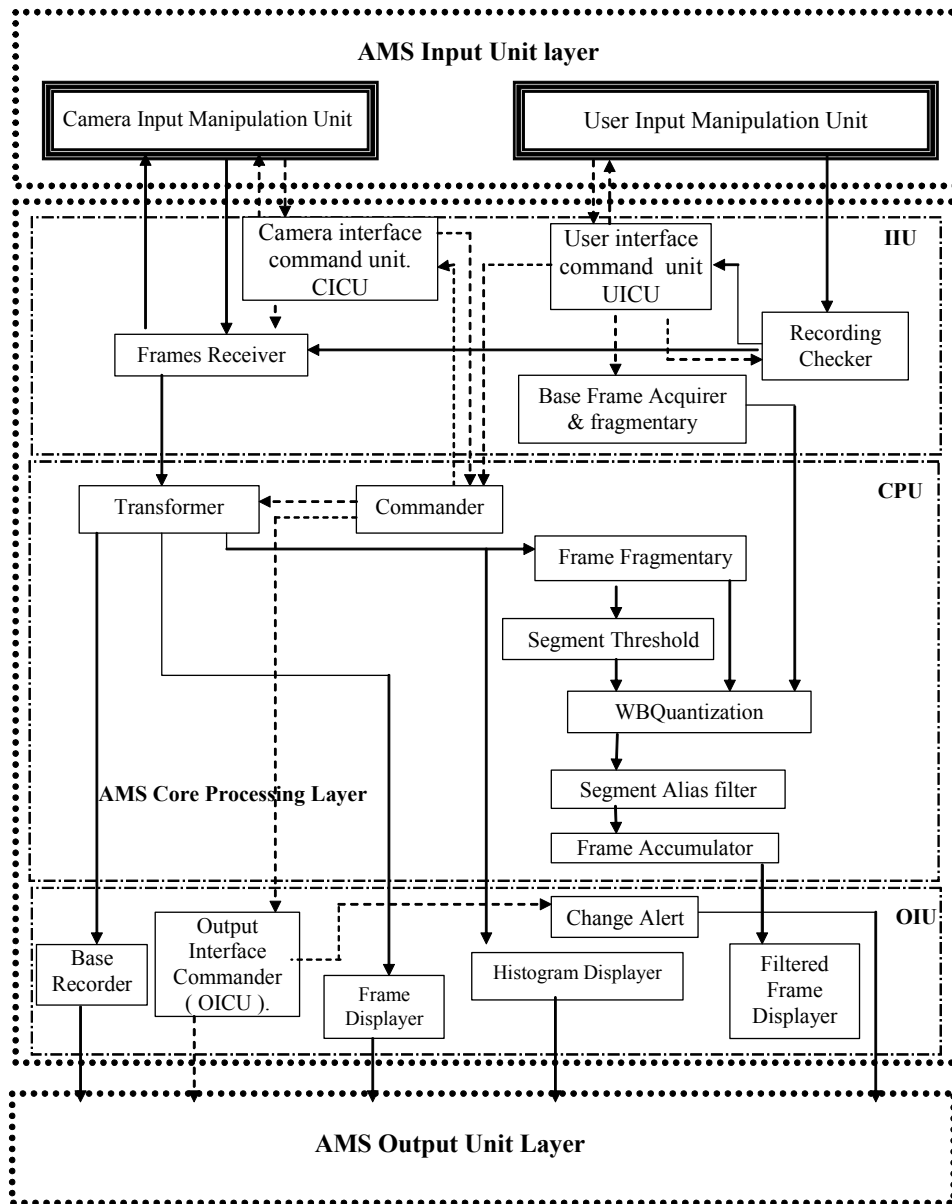 AMS Input Unit layer
Camera Input Manipulation Unit
User Input Manipulation Unit
IIU
Camera interface
command unit.
CICU
User interface
command unit
UICU
Recording
Checker
Frames Receiver
Base Frame Acquirer
& fragmentary
CPU
Transformer
Commander
Frame Fragmentary
Segment Threshold
WBQuantization
AMS Core Processing Layer
Segment Alias filter
Frame Accumulator
OIU
Change Alert
Output
Interface
Commander
( OICU ).
Base
Recorder
Histogram Displayer
Filtered
Frame
Displayer
Frame
Displayer
AMS Output Unit Layer